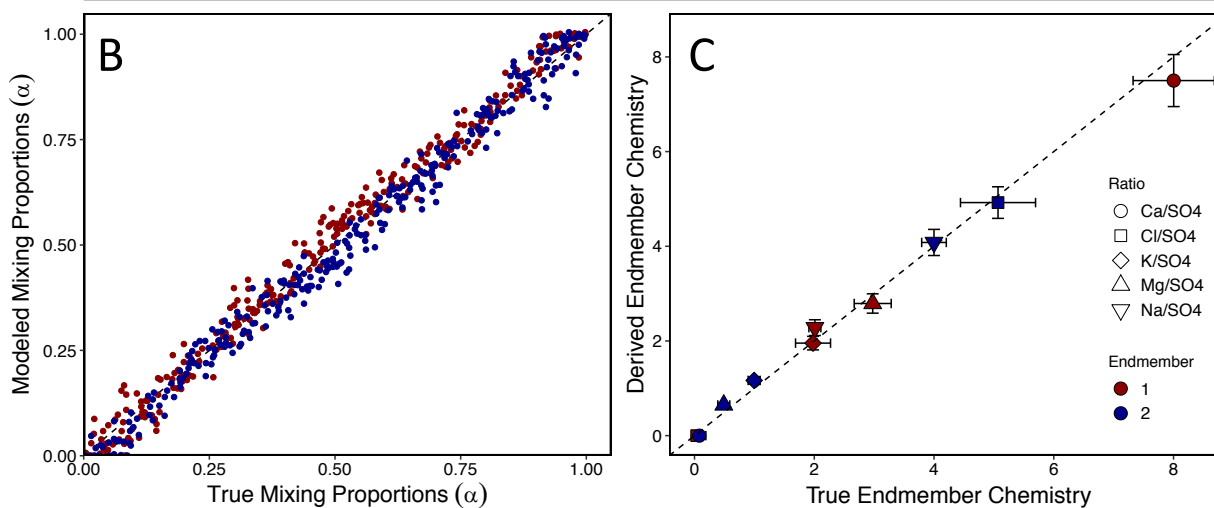 B
Modeled Mixing Proportions (α)
1.00
0.75
0.50
0.25
0.00
0.00 0.25 0.50 0.75 1.00
True Mixing Proportions (α)
C
Derived Endmember Chemistry
8
6
4
2
0
0 2 4 6 8
True Endmember Chemistry
Ratio
Ca/SO4
Cl/SO4
K/SO4
Mg/SO4
Na/SO4
Endmember
1
2